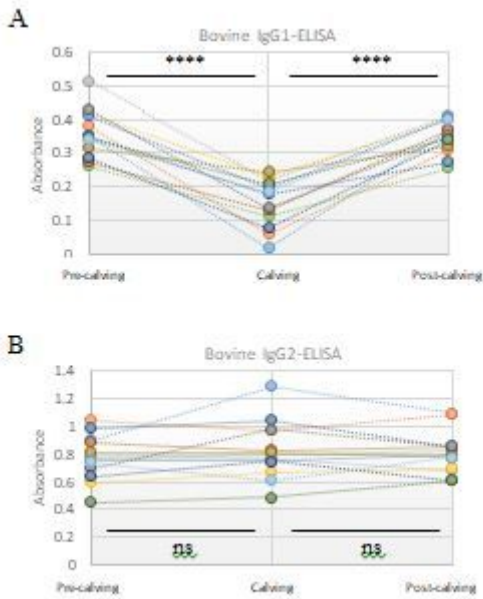 A
Bovine IgG1-ELISA
**** ****
0.6
0.5
0.4
0.3
0.2
0.1
0
Absorbance
Pre-calving Calving Post-calving
B
Bovine IgG2-ELISA
1.4
1.2
1
0.8
0.6
0.4
0.2
0
Absorbance
ns ns
Pre-calving Calving Post-calving